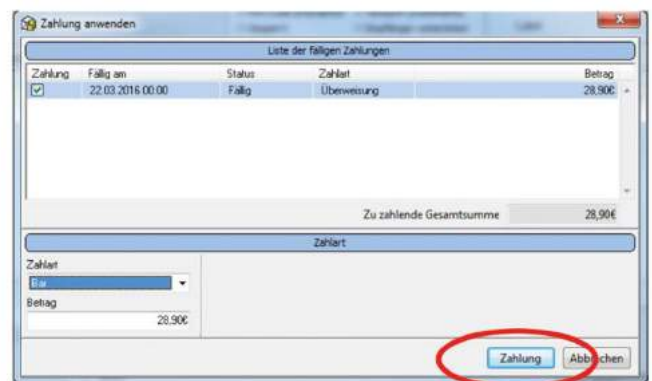 Zahlung anwenden
Liste der fälligen Zahlungen
Zahlung Fällig am Status Zahlart Betrag
22.03.2016 00:00 Fällig Überweisung 28,90€
Zu zahlende Gesamtsumme 28,90€
Zahlart
Zahlart
Bar
Betrag
28,90€
Zahlung Abbrechen